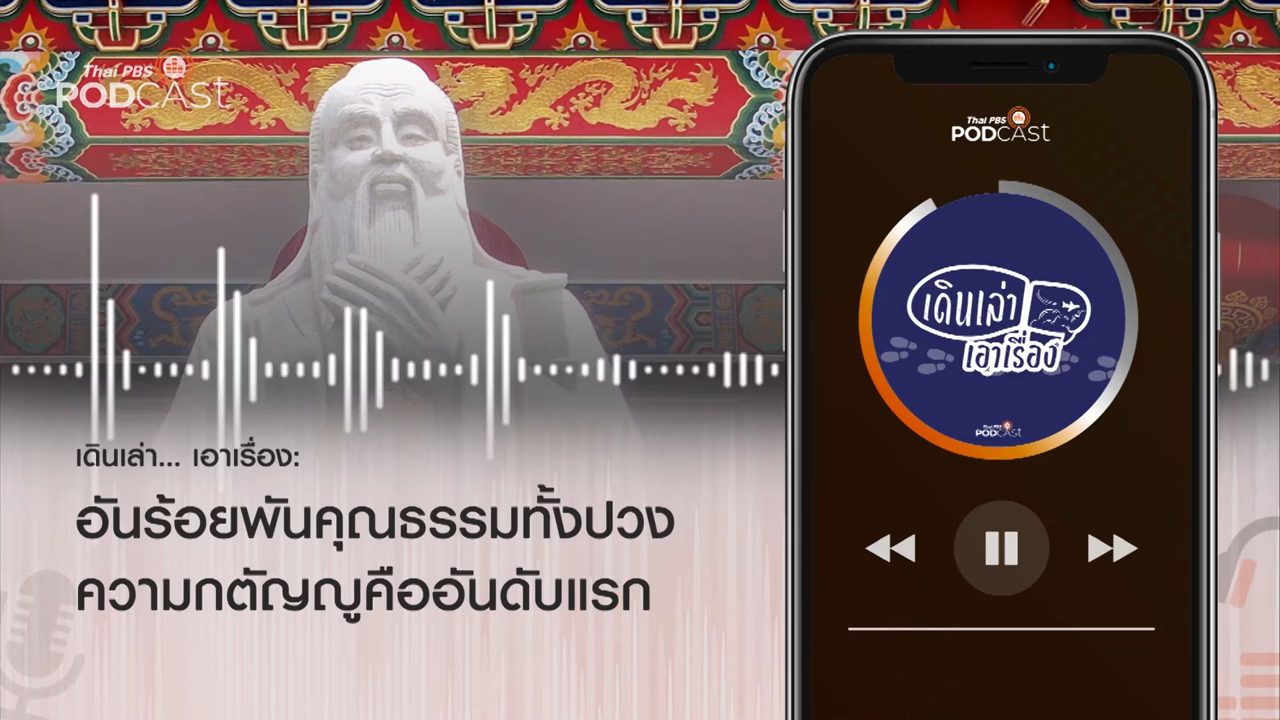 Thai PBS
PODCAST
เดินเล่า... เอาเรื่อง:
อันร้อยพันคุณธรรมทั้งปวง
ความกตัญญูคืออันดับแรก
Thai PBS
PODCAST
เดินเล่า
เอาเรื่อง
Thai PBS
PODCAST